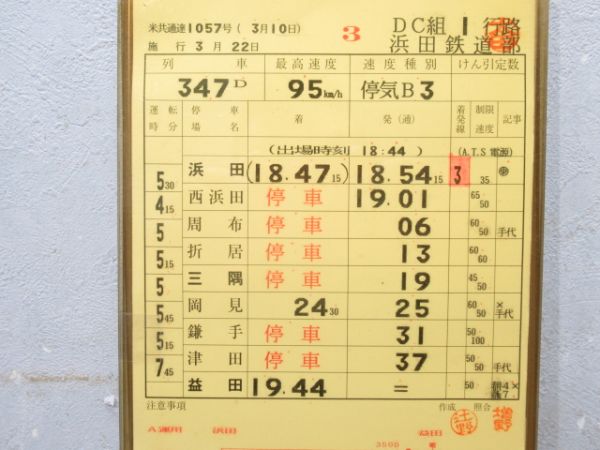 米共通達1057号( 3月10日)
3
DC組 1 行路
施 行 3 月 22日
浜田鉄道部
列 車 最高速度 速度種別 けん引定数
347D 95km/h 停気B3
運転 時分 停車場名 着 発(通) 着発線 制限速度 記事
(出場時刻 18:44) (A.T.S電源)
5 30 浜田 (18.47 15) 18.54 15 3 35
4 15 西浜田 停車 19.01 65 50
5 周布 停車 06 60 50 手代
5 15 折居 停車 13 60 60
5 三隅 停車 19 45 50
5 45 岡見 24 30 25 60 50 × 手代
5 15 鎌手 停車 31 50 100
7 45 津田 停車 37 50 50 手代
益田 19.44 = 50
注意事項 作成 照合
A運用 浜田 益田
350D